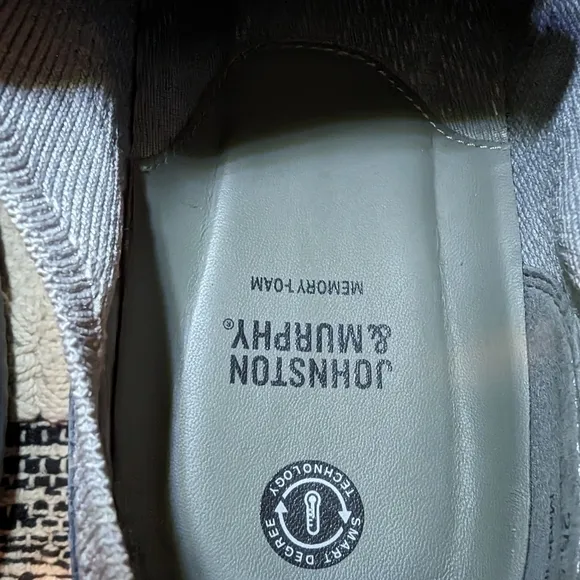 JOHNSTON
& MURPHY®
MEMORY FOAM
SMART DEGREE
TECHNOLOGY